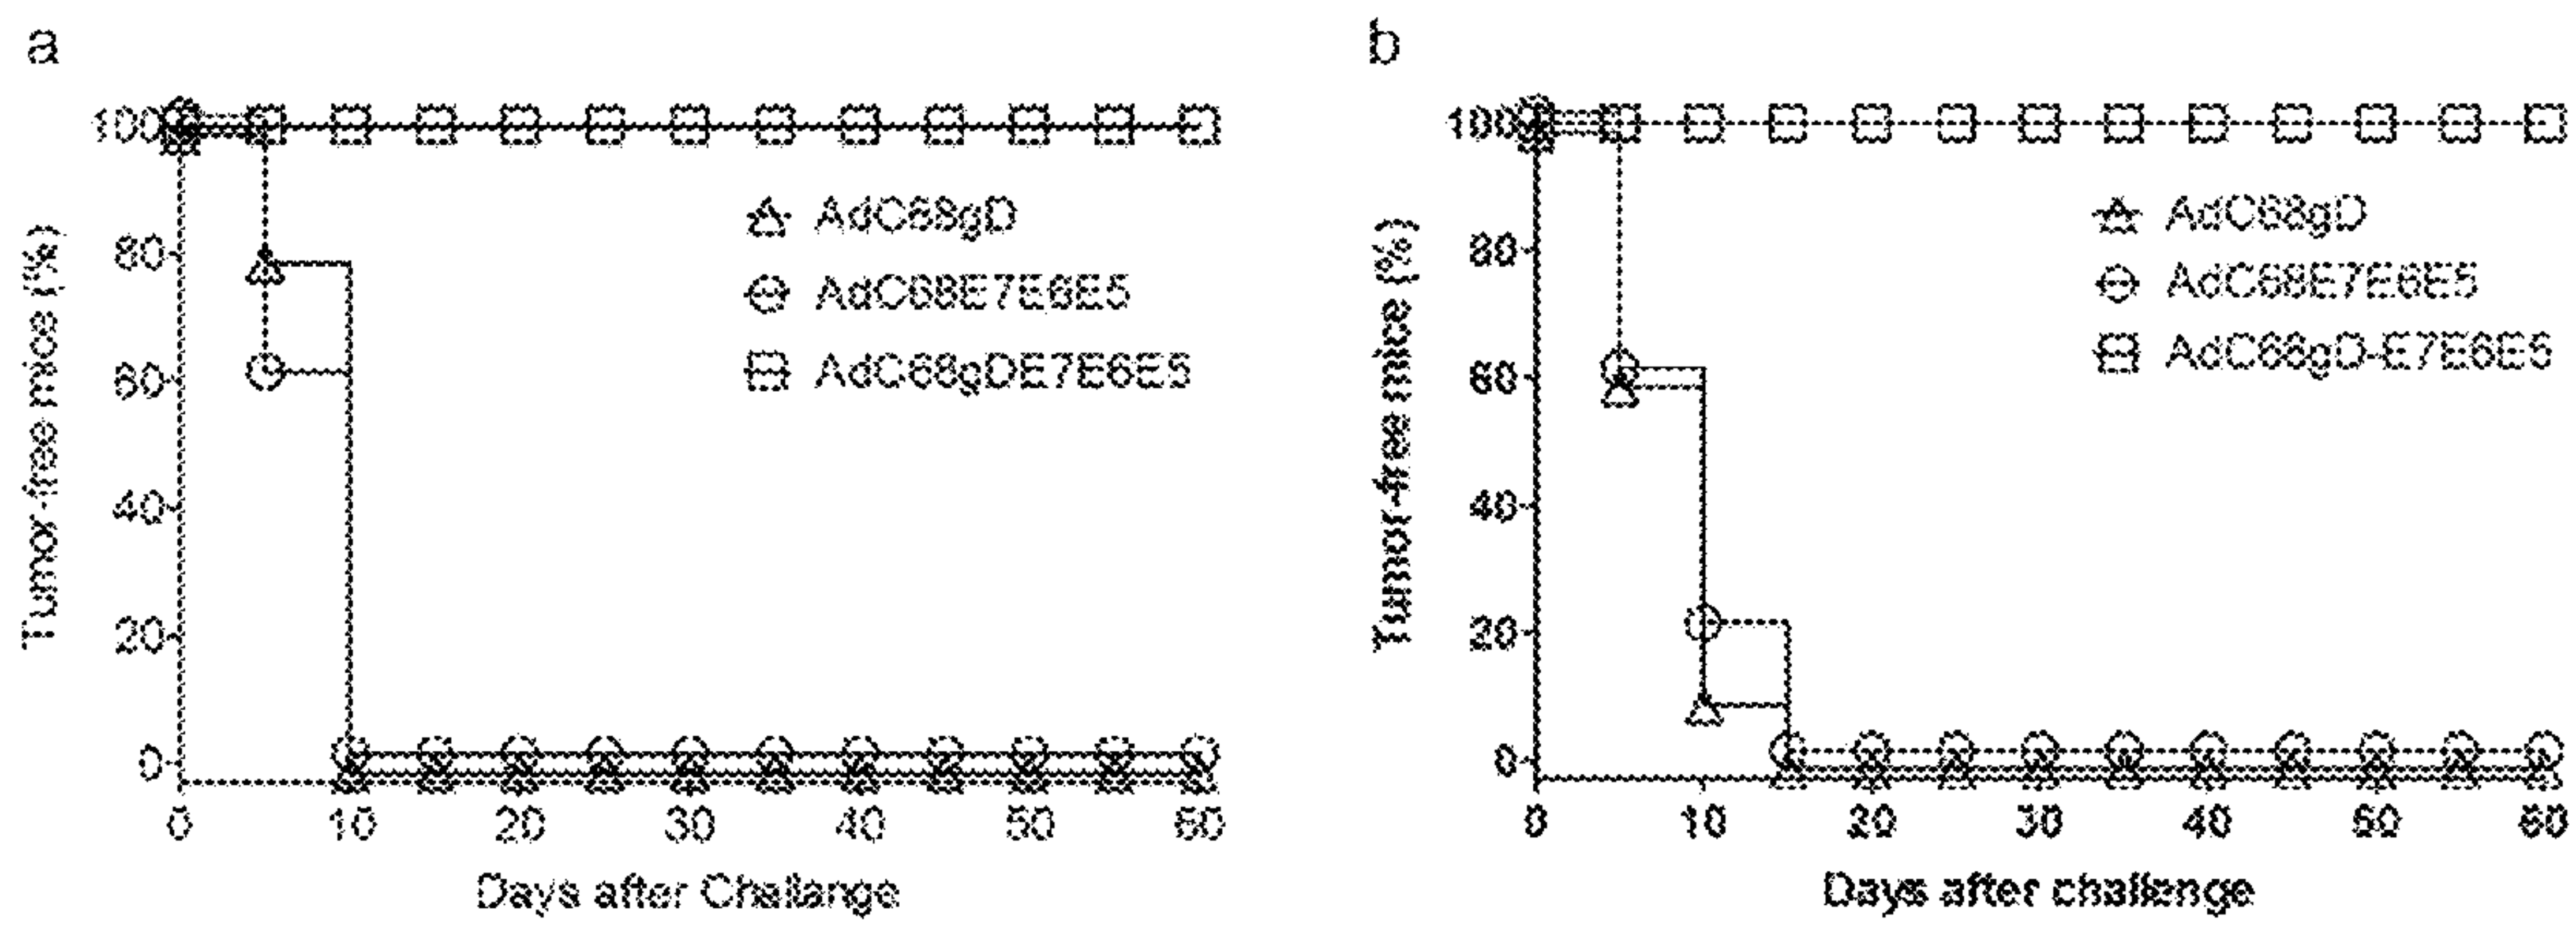 a
100
80
60
40
20
0
Tumor-free mice (%)
AdC68gD
AdC68E7E6E5
AdC68gDE7E6E5
0 10 20 30 40 50 60
Days after Challange
b
100
80
60
40
20
0
Tumor-free mice (%)
AdC68gD
AdC68E7E6E5
AdC68gD-E7E6E5
0 10 20 30 40 50 60
Days after challenge